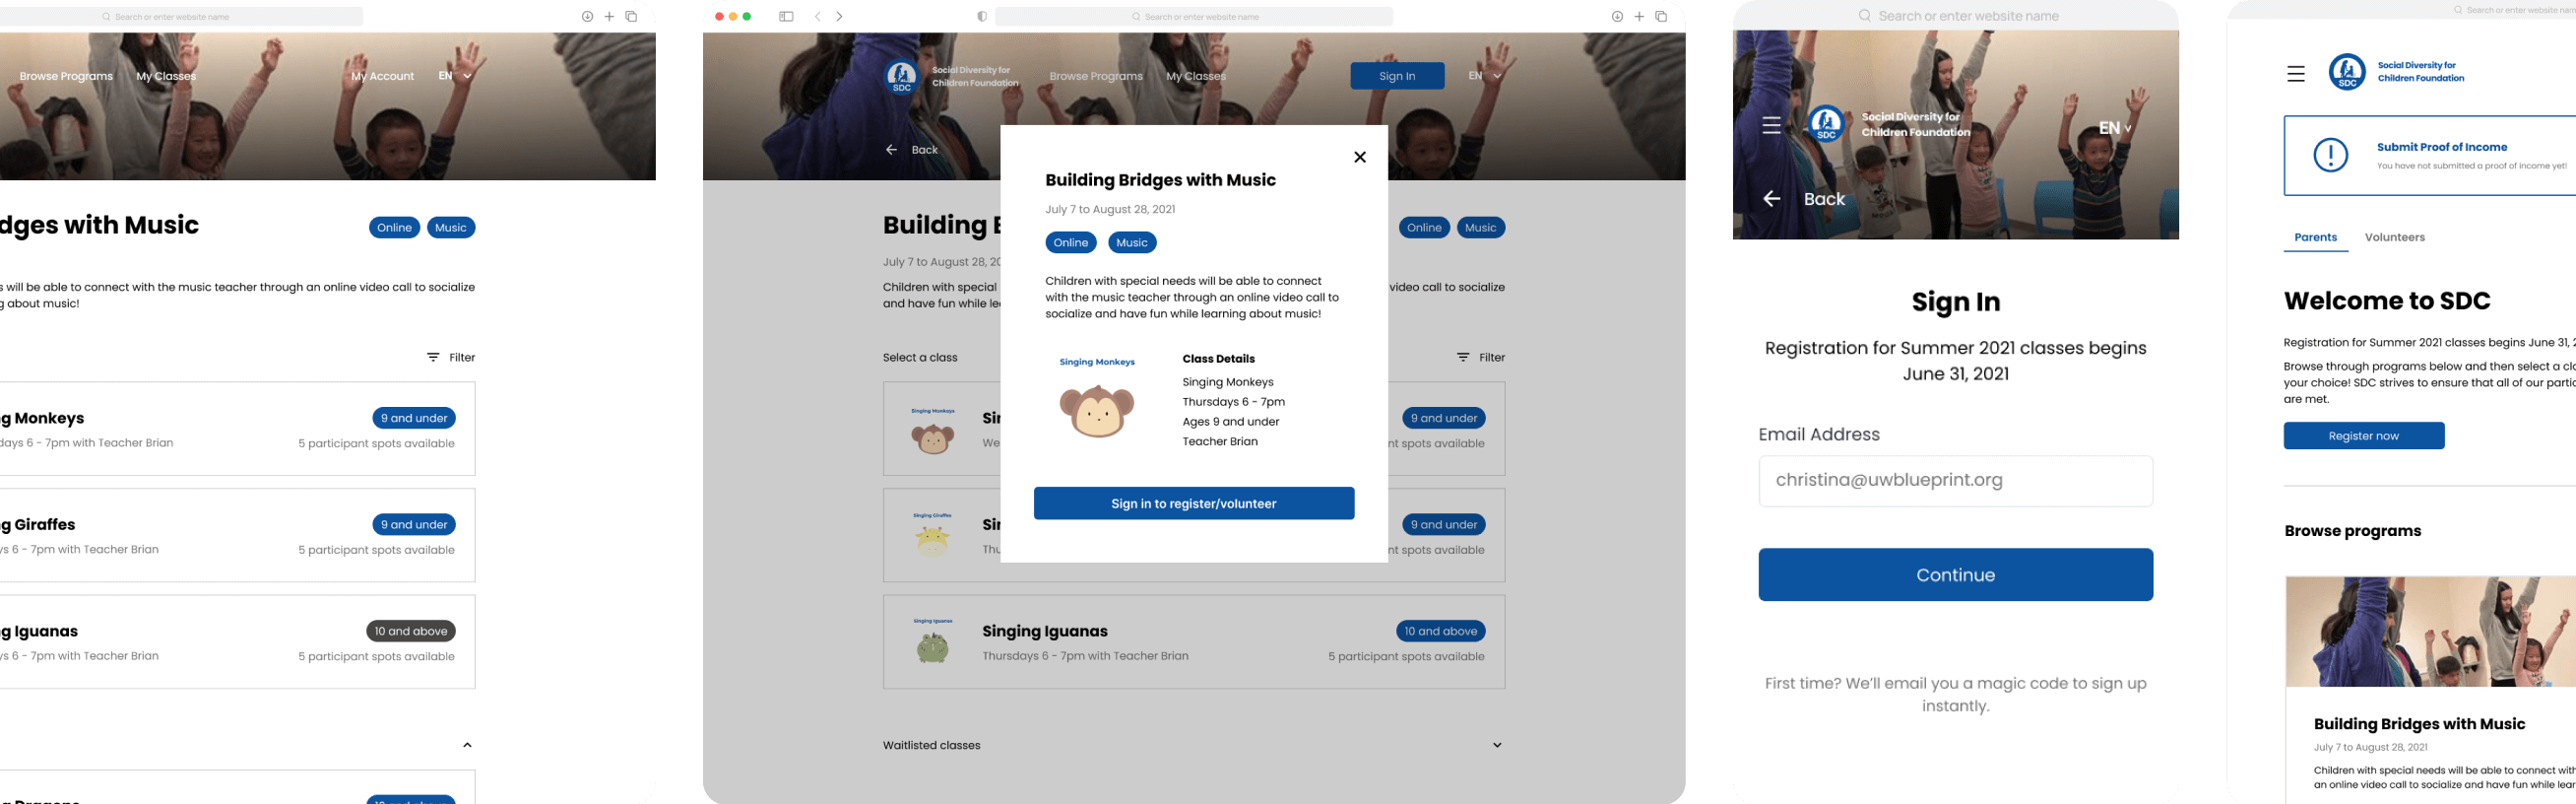 Search or enter website name
Browse Programs My Classes My Account EN
dges with Music
Online Music
s will be able to connect with the music teacher through an online video call to socialize
g about music!
Filter
g Monkeys
9 and under
days 6 - 7pm with Teacher Brian
5 participant spots available
g Giraffes
9 and under
ys 6 - 7pm with Teacher Brian
5 participant spots available
g Iguanas
10 and above
ys 6 - 7pm with Teacher Brian
5 participant spots available
Search or enter website name
SDC
Social Diversity for
Children Foundation
Browse Programs My Classes Sign In EN
Back
Building B
Online Music
July 7 to August 28, 20
Children with special
video call to socialize
and have fun while le
Select a class
Filter
Singing Monkeys
Sin
9 and under
We
nt spots available
Singing Giraffes
Sin
9 and under
Thu
nt spots available
Singing Iguanas
Singing Iguanas
10 and above
Thursdays 6 - 7pm with Teacher Brian
5 participant spots available
Waitlisted classes
Building Bridges with Music
July 7 to August 28, 2021
Online Music
Children with special needs will be able to connect
with the music teacher through an online video call to
socialize and have fun while learning about music!
Singing Monkeys
Class Details
Singing Monkeys
Thursdays 6 - 7pm
Ages 9 and under
Teacher Brian
Sign in to register/volunteer
Search or enter website name
SDC
Social Diversity for
Children Foundation
EN
Back
Sign In
Registration for Summer 2021 classes begins
June 31, 2021
Email Address
christina@uwblueprint.org
Continue
First time? We'll email you a magic code to sign up
instantly.
Search or enter website nam
SDC
Social Diversity for
Children Foundation
Submit Proof of Income
You have not submitted a proof of income yet!
Parents Volunteers
Welcome to SDC
Registration for Summer 2021 classes begins June 31, 2
Browse through programs below and then select a cl
your choice! SDC strives to ensure that all of our partic
are met.
Register now
Browse programs
Building Bridges with Music
July 7 to August 28, 2021
Children with special needs will be able to connect with
an online video call to socialize and have fun while lear